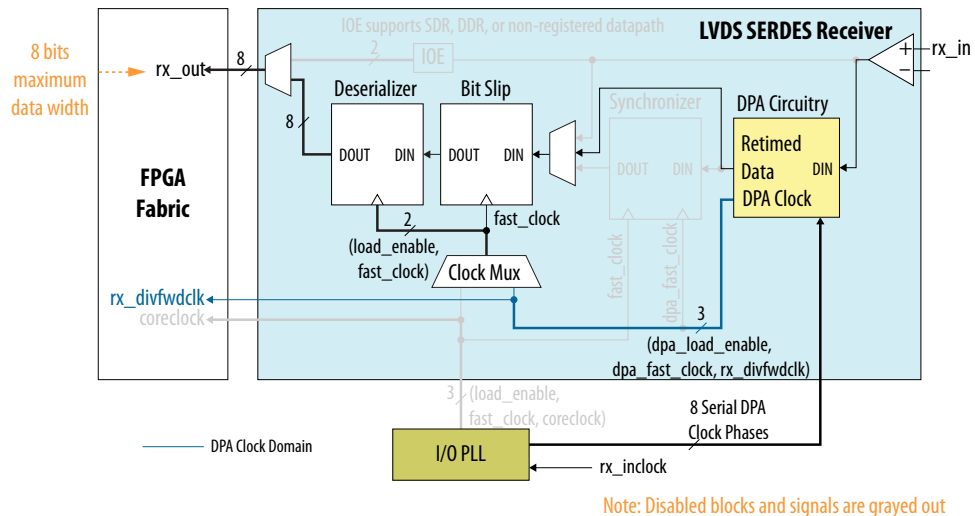 IOE supports SDR, DDR, or non-registered datapath
LVDS SERDES Receiver
8 bits
maximum
data width
rx_out
8
2
IOE
+
−
rx_in
Deserializer
Bit Slip
Synchronizer
DPA Circuitry
8
DOUT
DIN
DOUT
DIN
DOUT
DIN
Retimed
Data
DIN
DPA Clock
FPGA
Fabric
2
(load_enable,
fast_clock)
fast_clock
Clock Mux
fast_clock
dpa_fast_clock
rx_divfwdclk
coreclock
3
(dpa_load_enable,
dpa_fast_clock, rx_divfwdclk)
3
(load_enable,
fast_clock, coreclock)
8 Serial DPA
Clock Phases
DPA Clock Domain
I/O PLL
rx_inclock
Note: Disabled blocks and signals are grayed out